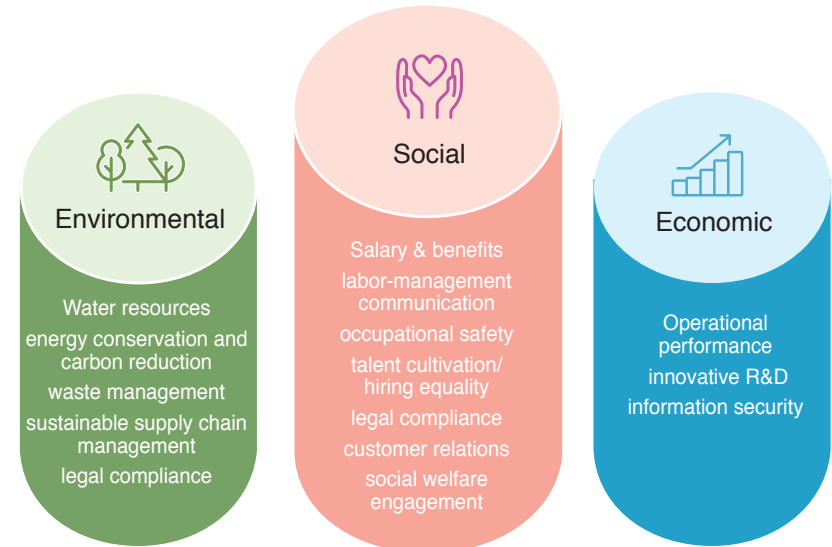 Environmental
Water resources
energy conservation and
carbon reduction
waste management
sustainable supply chain
management
legal compliance
Social
Salary & benefits
labor-management
communication
occupational safety
talent cultivation/
hiring equality
legal compliance
customer relations
social welfare
engagement
Economic
Operational
performance
innovative R&D
information security